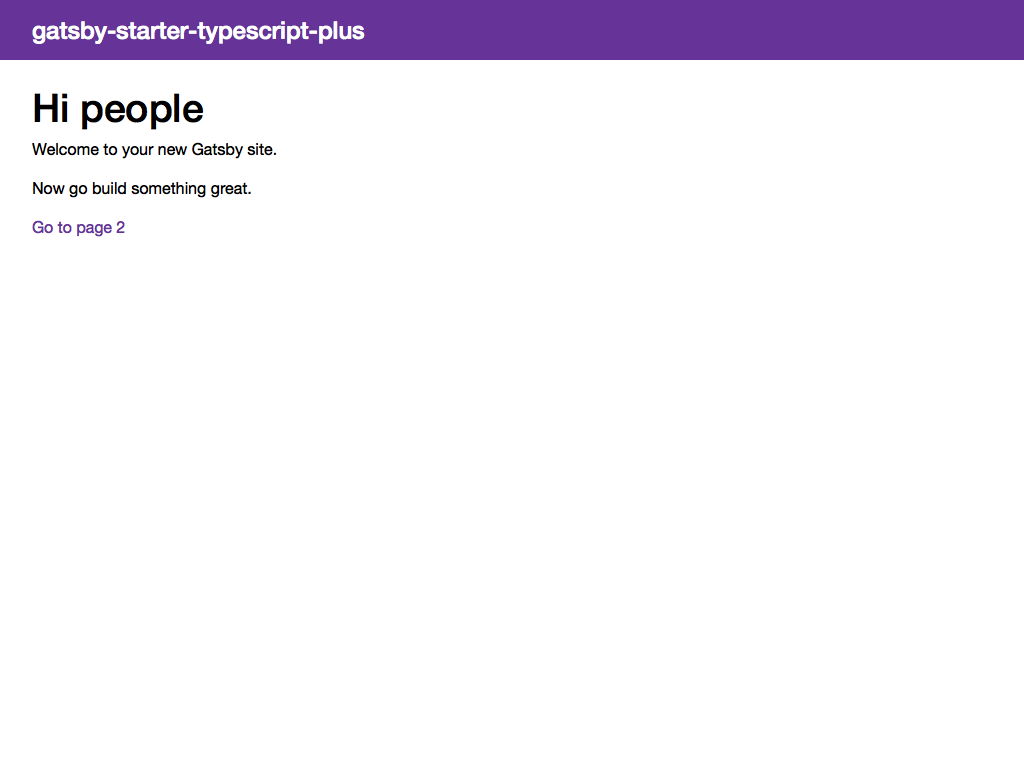 gatsby-starter-typescript-plus
Hi people
Welcome to your new Gatsby site.
Now go build something great.
Go to page 2